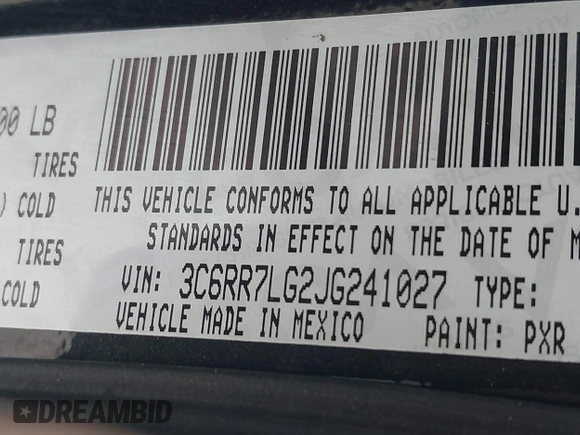 00 LB
TIRES
) COLD
TIRES
COLD
THIS VEHICLE CONFORMS TO ALL APPLICABLE U.
STANDARDS IN EFFECT ON THE DATE OF M
VIN: 3C6RR7LG2JG241027 TYPE:
VEHICLE MADE IN MEXICO PAINT: PXR
DREAMBID